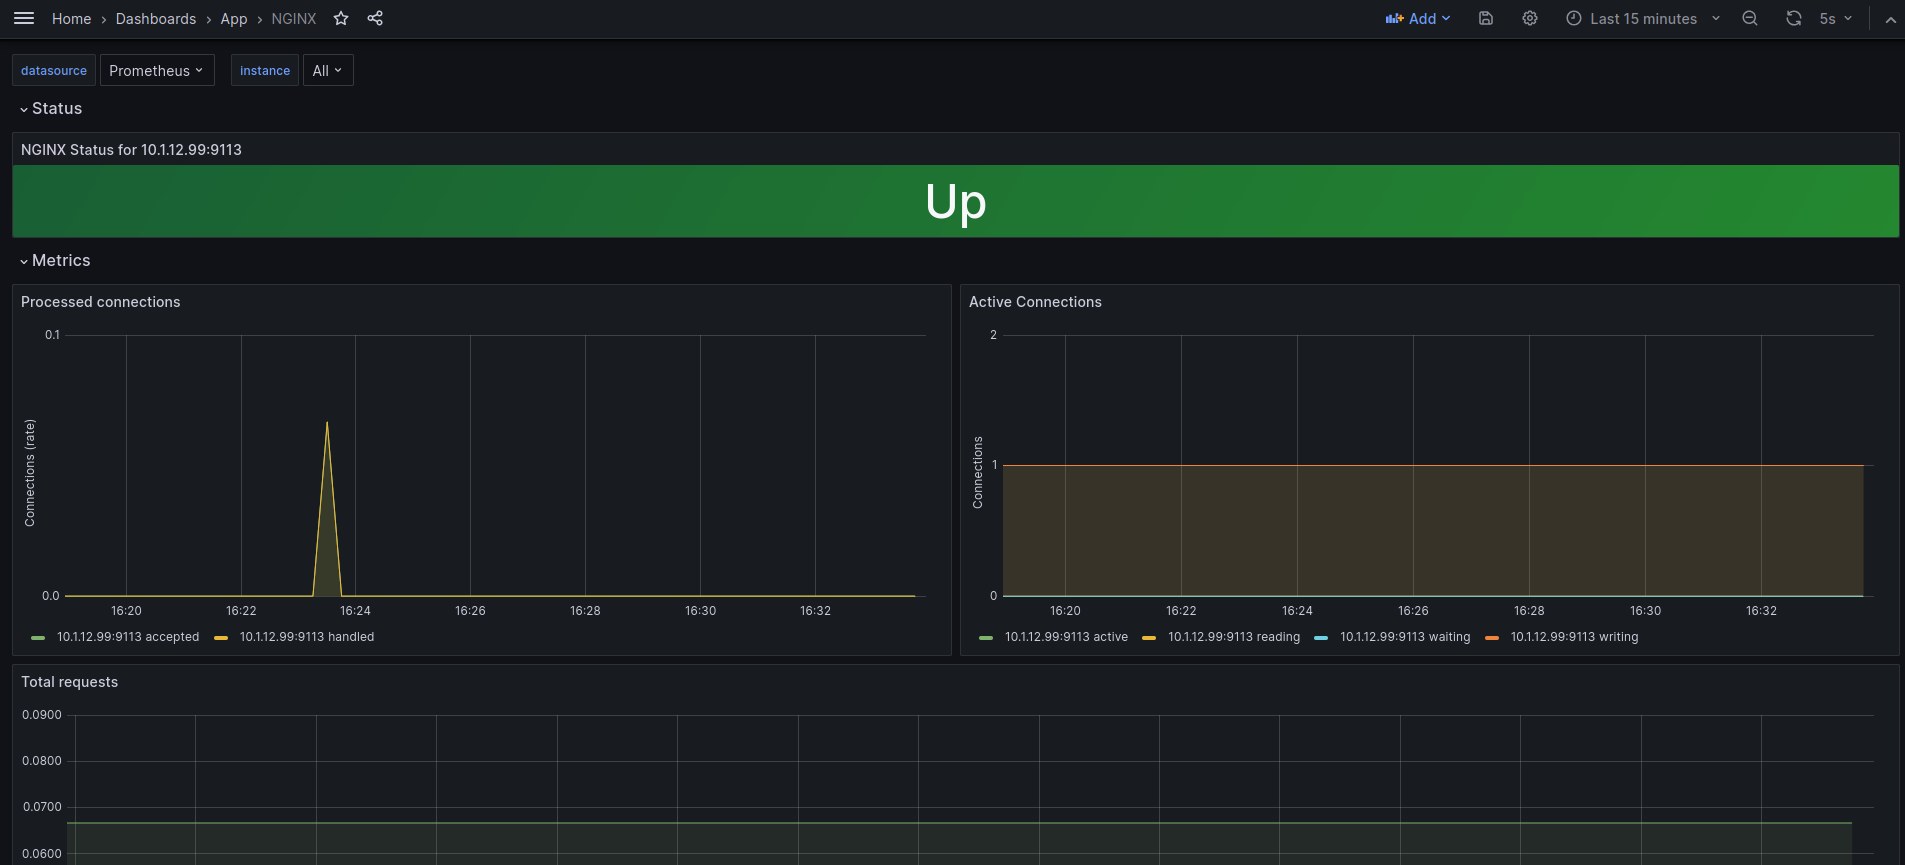 Home › Dashboards › App › NGINX Add Last 15 minutes 5s
datasource Prometheus instance All
Status
NGINX Status for 10.1.12.99:9113
Up
Metrics
Processed connections
0.1
Connections (rate)
0.0
16:20 16:22 16:24 16:26 16:28 16:30 16:32
10.1.12.99:9113 accepted 10.1.12.99:9113 handled
Active Connections
2
Connections
1
0
16:20 16:22 16:24 16:26 16:28 16:30 16:32
10.1.12.99:9113 active 10.1.12.99:9113 reading 10.1.12.99:9113 waiting 10.1.12.99:9113 writing
Total requests
0.0900
0.0800
0.0700
0.0600